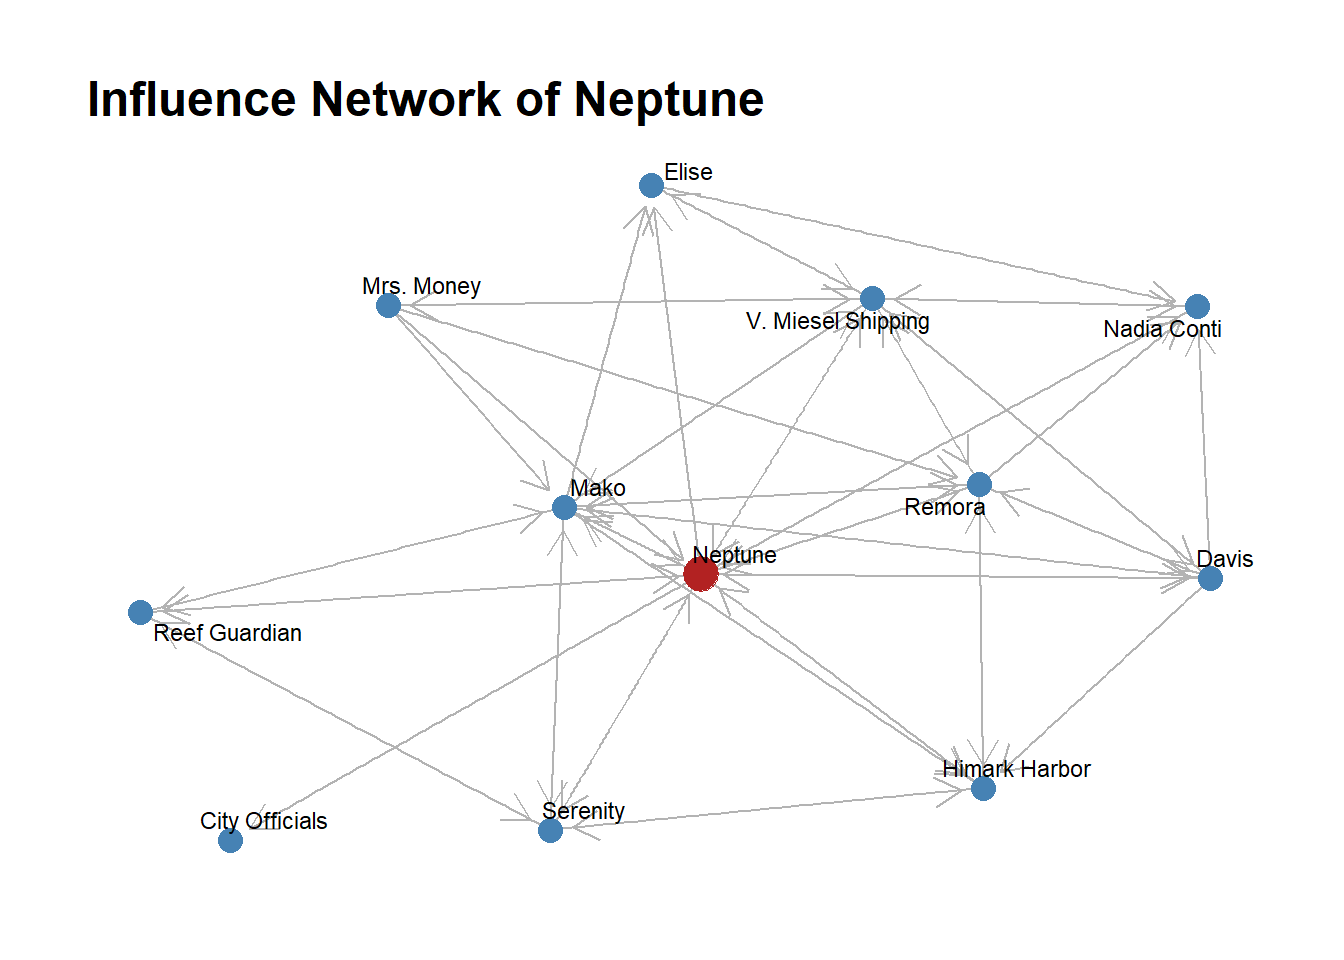 Influence Network of Neptune
Elise
Mrs. Money
V. Miesel Shipping
Nadia Conti
Mako
Remora
Neptune
Davis
Reef Guardian
Himark Harbor
City Officials
Serenity